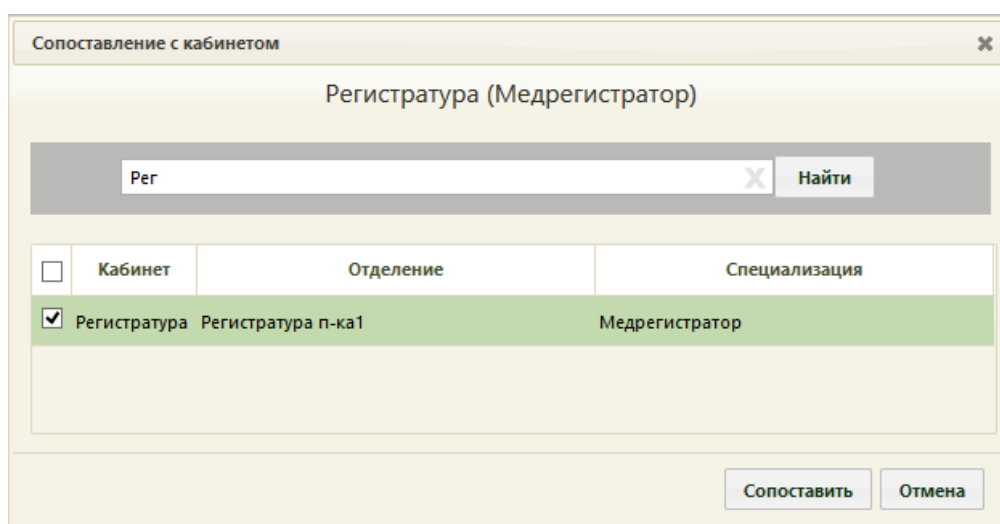 Сопоставление с кабинетом
Регистратура (Медрегистратор)
Рег
Найти
Кабинет Отделение Специализация
Регистратура Регистратура п-ка1 Медрегистратор
Сопоставить Отмена